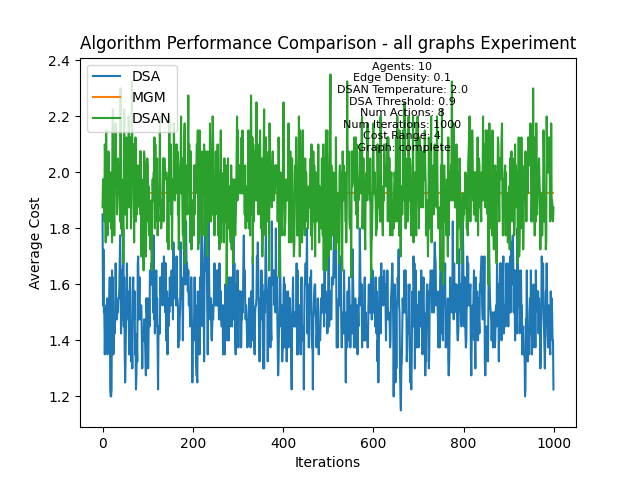 Algorithm Performance Comparison - all graphs Experiment
2.4
2.2
2.0
1.8
1.6
1.4
1.2
Average Cost
DSA
MGM
DSAN
Agents: 10
Edge Density: 0.1
DSAN Temperature: 2.0
DSA Threshold: 0.9
Num Actions: 8
Num Iterations: 1000
Cost Range: 4
Graph: complete
0
200
400
600
800
1000
Iterations